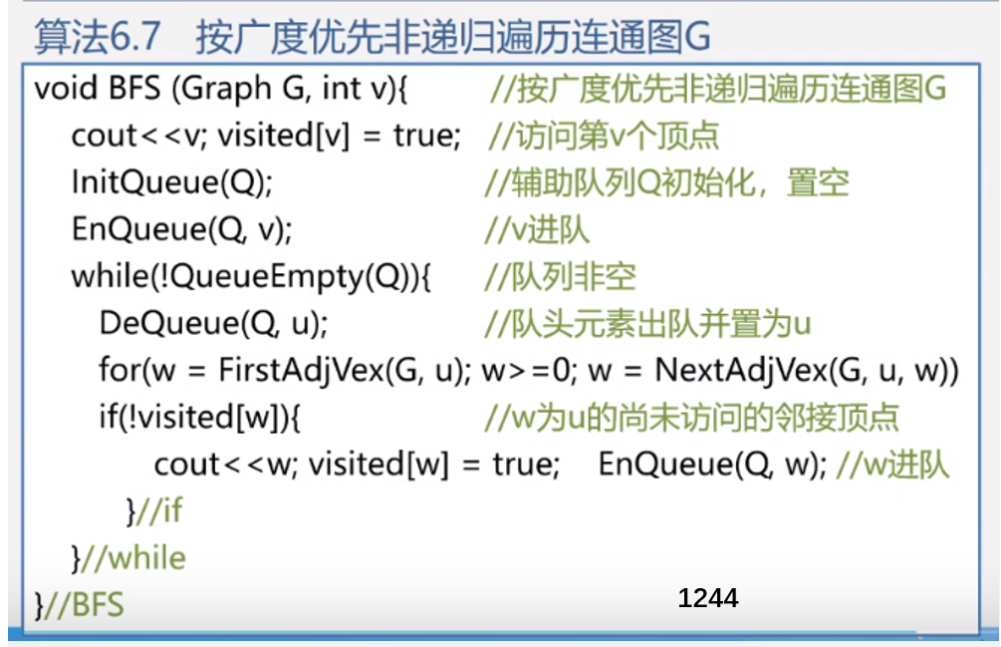 算法6.7 按广度优先非递归遍历连通图G
void BFS (Graph G, int v){ //按广度优先非递归遍历连通图G
cout<<v; visited[v] = true; //访问第v个顶点
InitQueue(Q); //辅助队列Q初始化，置空
EnQueue(Q, v); //v进队
while(!QueueEmpty(Q)){ //队列非空
DeQueue(Q, u); //队头元素出队并置为u
for(w = FirstAdjVex(G, u); w>=0; w = NextAdjVex(G, u, w))
if(!visited[w]){ //w为u的尚未访问的邻接顶点
cout<<w; visited[w] = true; EnQueue(Q, w); //w进队
}//if
}//while
}//BFS
1244